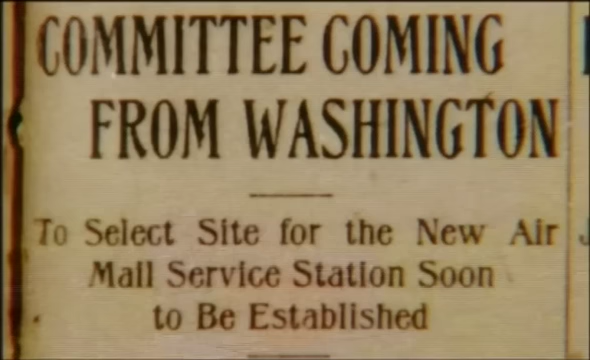 COMMITTEE COMING
FROM WASHINGTON
To Select Site for the New Air
Mail Service Station Soon
to Be Established